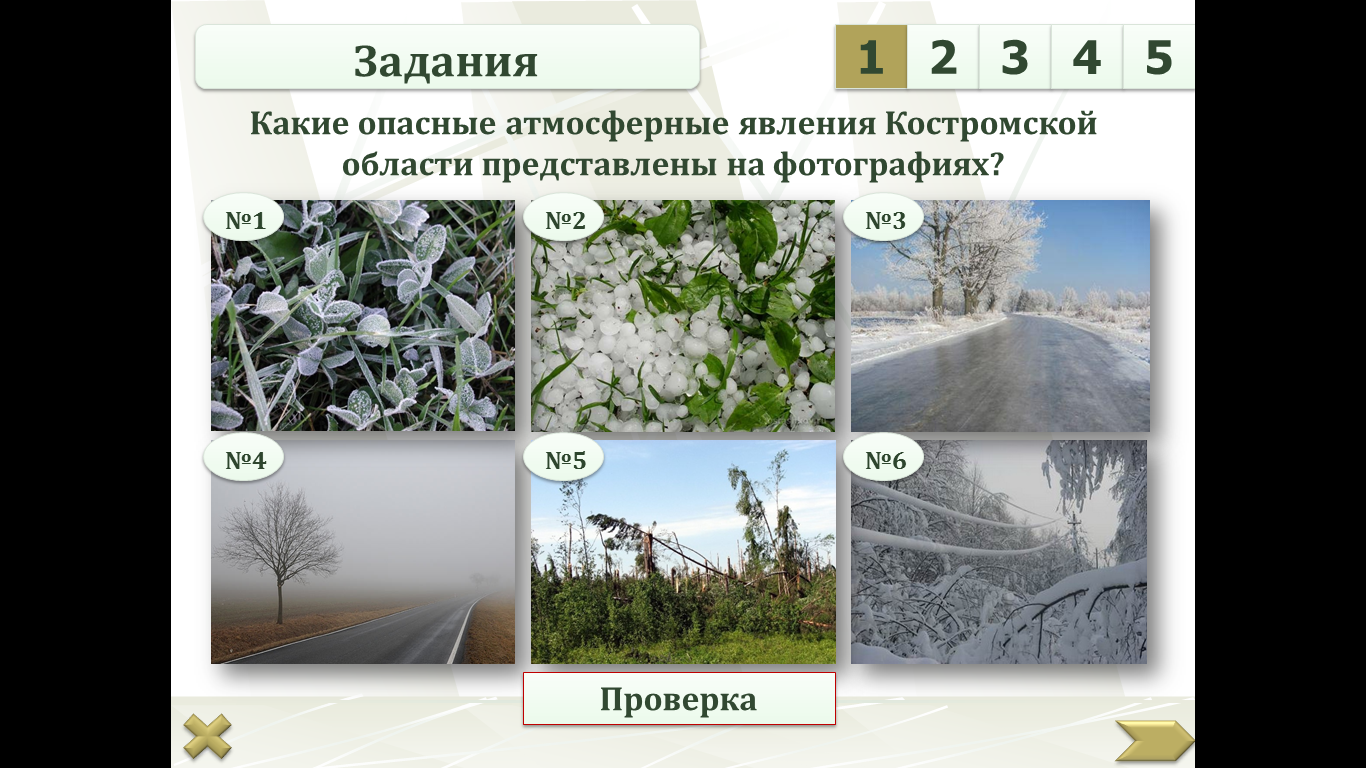 Задания
1 2 3 4 5
Какие опасные атмосферные явления Костромской
области представлены на фотографиях?
№1 №2 №3
№4 №5 №6
Проверка